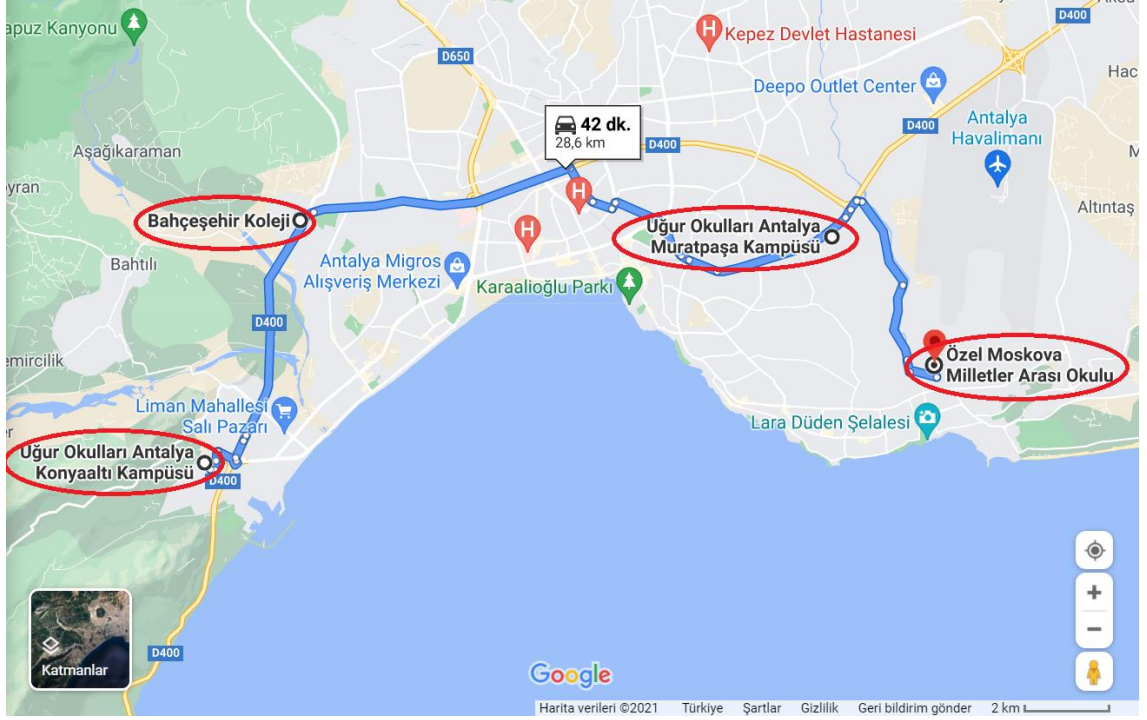 apuz Kanyonu
D650
Kepez Devlet Hastanesi
D400
Deepo Outlet Center
Hac
42 dk.
28,6 km
D400
D400
Antalya
Havalimanı
Aşağıkaraman
yran
Bahçeşehir Koleji
H
H
H
Uğur Okulları Antalya
Muratpaşa Kampüsü
Altıntaş
Bahtılı
Antalya Migros
Alışveriş Merkezi
Karaalioğlu Parkı
D400
emircilik
Özel Moskova
Milletler Arası Okulu
Liman Mahallesi
Salı Pazarı
Lara Düden Şelalesi
Uğur Okulları Antalya
Konyaaltı Kampüsü
D400
D400
Katmanlar
Google
Harita verileri ©2021 Türkiye Şartlar Gizlilik Geri bildirim gönder 2 km